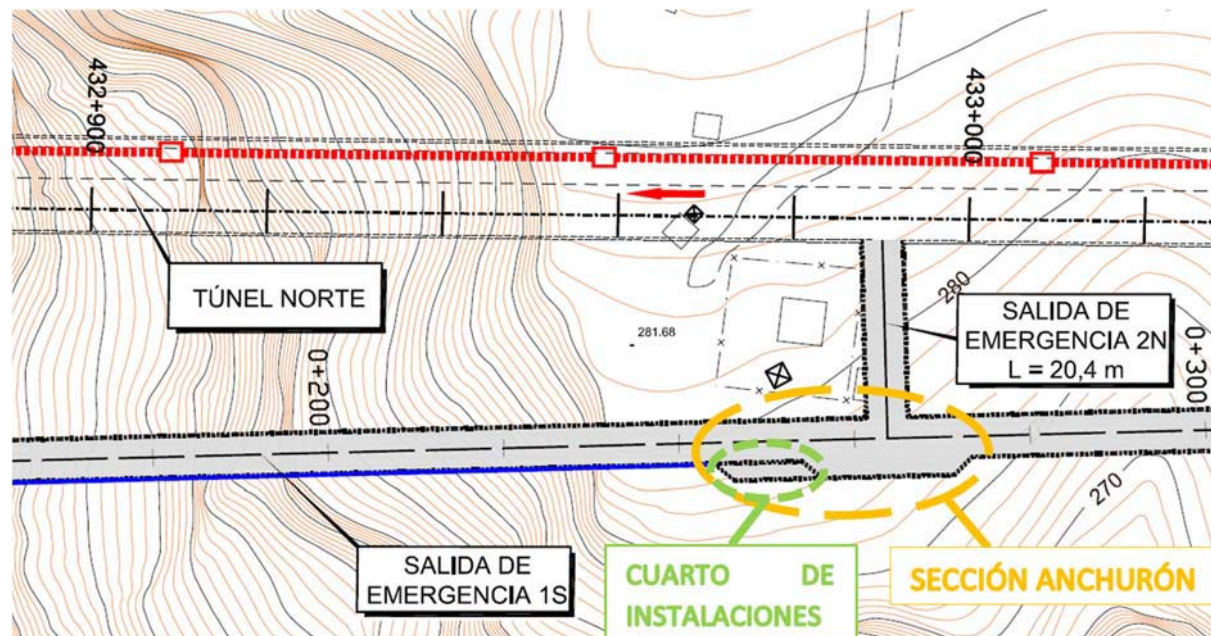 432+900
433+000
TÚNEL NORTE
280
SALIDA DE
EMERGENCIA 2N
L = 20,4 m
281.68
0+200
0+300
270
SALIDA DE
EMERGENCIA 1S
CUARTO DE
INSTALACIONES
SECCIÓN ANCHURÓN